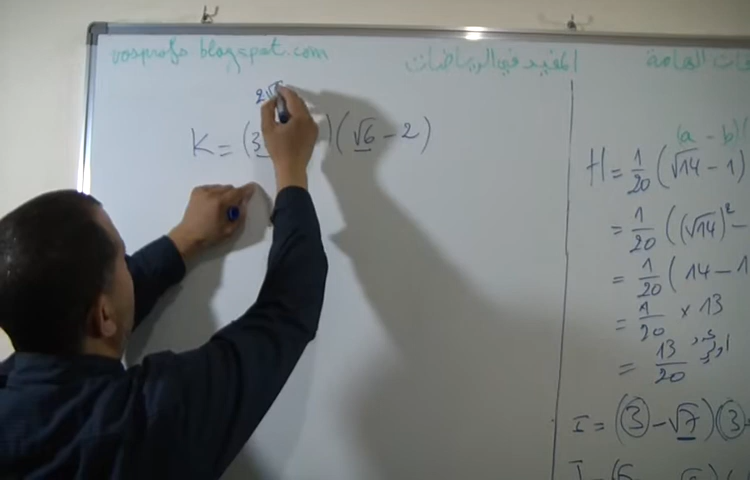 vosprofs blogspot.com
المفيد في الرياضيات
الهامة
2√
K = (3 )(√6 - 2)
(a - b)(
H = 1/20 (√14 - 1)
= 1/20 ((√14)² -
= 1/20 (14 - 1
= 1/20 × 13
= 13/20
I = (3 - √7)(3